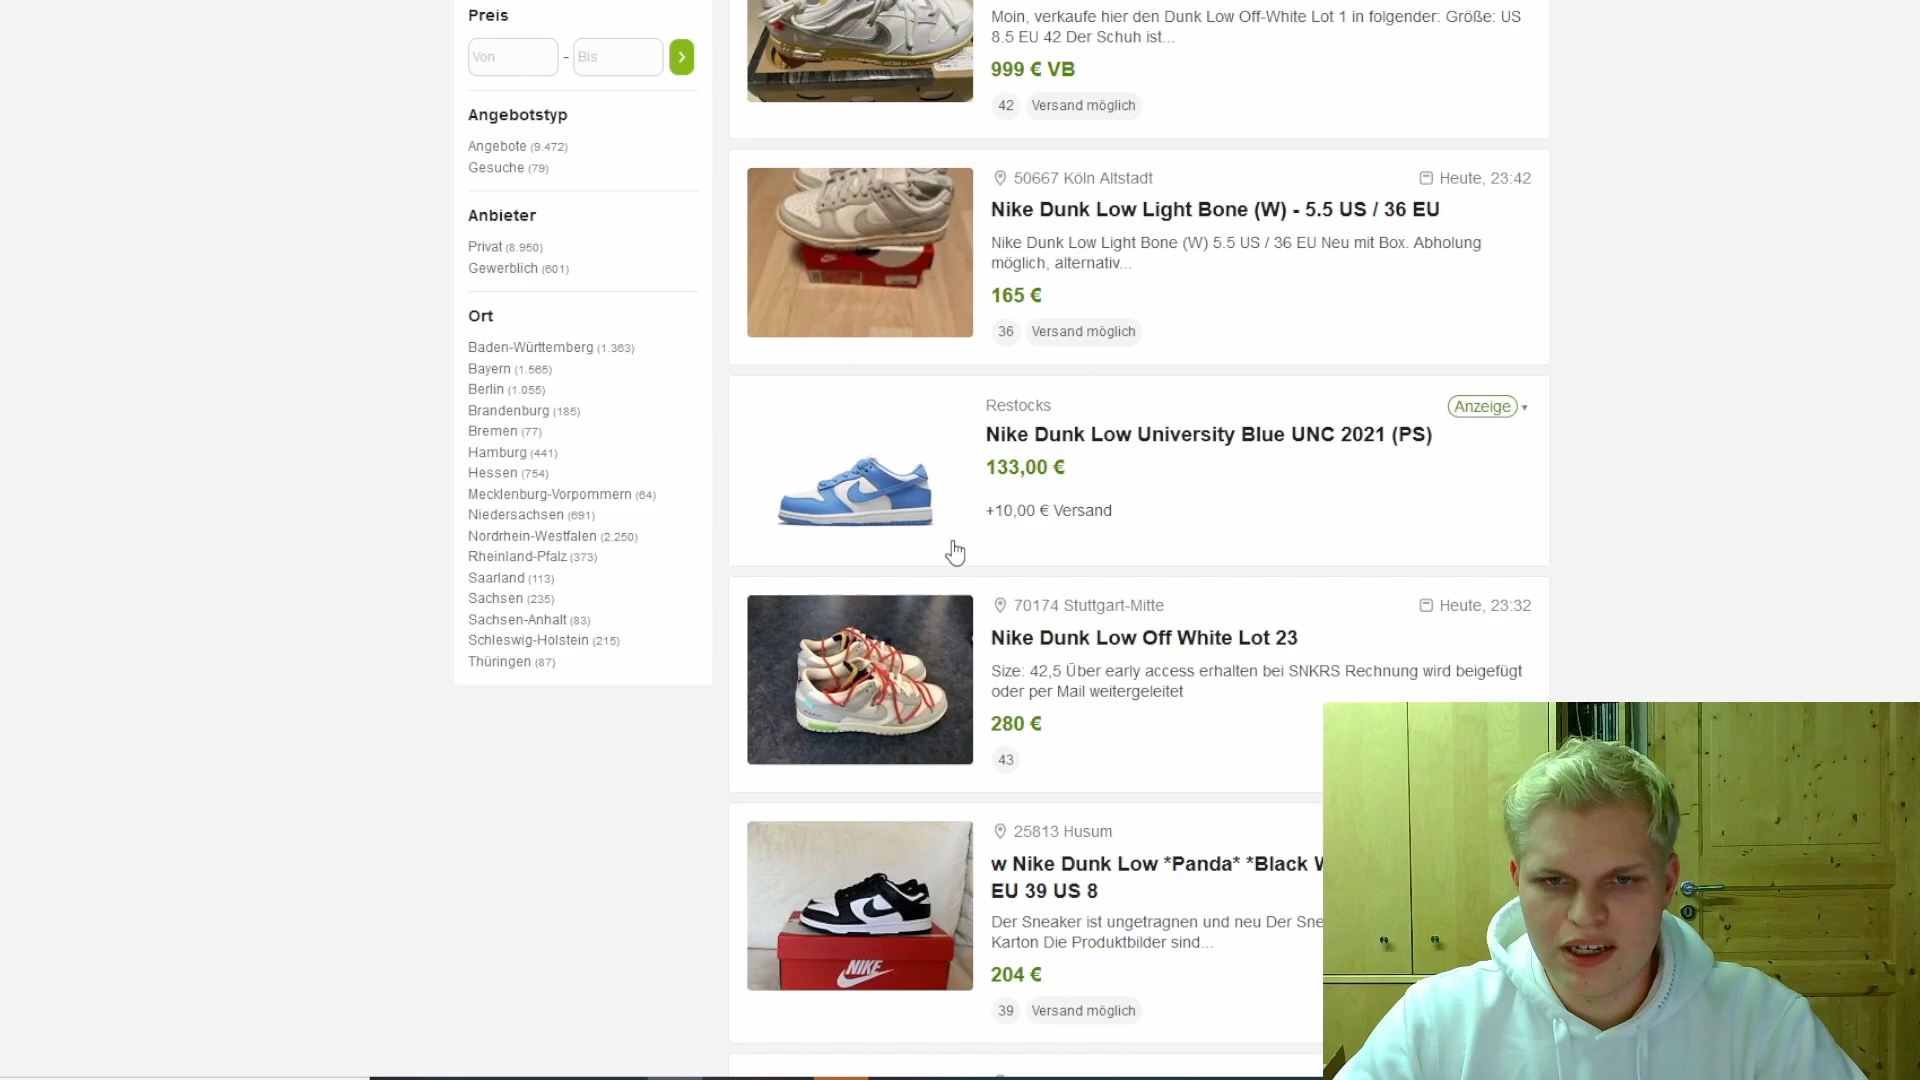 Preis
Von - Bis
Angebotstyp
Angebote (9.472)
Gesuche (79)
Anbieter
Privat (8.950)
Gewerblich (601)
Ort
Baden-Württemberg (1.363)
Bayern (1.565)
Berlin (1.055)
Brandenburg (185)
Bremen (77)
Hamburg (441)
Hessen (754)
Mecklenburg-Vorpommern (64)
Niedersachsen (691)
Nordrhein-Westfalen (2.250)
Rheinland-Pfalz (373)
Saarland (113)
Sachsen (235)
Sachsen-Anhalt (83)
Schleswig-Holstein (215)
Thüringen (87)
Moin, verkaufe hier den Dunk Low Off-White Lot 1 in folgender: Größe: US
8.5 EU 42 Der Schuh ist...
999 € VB
42 Versand möglich
50667 Köln Altstadt
Heute, 23:42
Nike Dunk Low Light Bone (W) - 5.5 US / 36 EU
Nike Dunk Low Light Bone (W) 5.5 US / 36 EU Neu mit Box. Abholung
möglich, alternativ...
165 €
36 Versand möglich
Restocks
Anzeige
Nike Dunk Low University Blue UNC 2021 (PS)
133,00 €
+10,00 € Versand
70174 Stuttgart-Mitte
Heute, 23:32
Nike Dunk Low Off White Lot 23
Size: 42,5 Über early access erhalten bei SNKRS Rechnung wird beigefügt
oder per Mail weitergeleitet
280 €
43
25813 Husum
w Nike Dunk Low *Panda* *Black
EU 39 US 8
Der Sneaker ist ungetragnen und neu Der Sne
Karton Die Produktbilder sind...
204 €
39 Versand möglich
NIKE